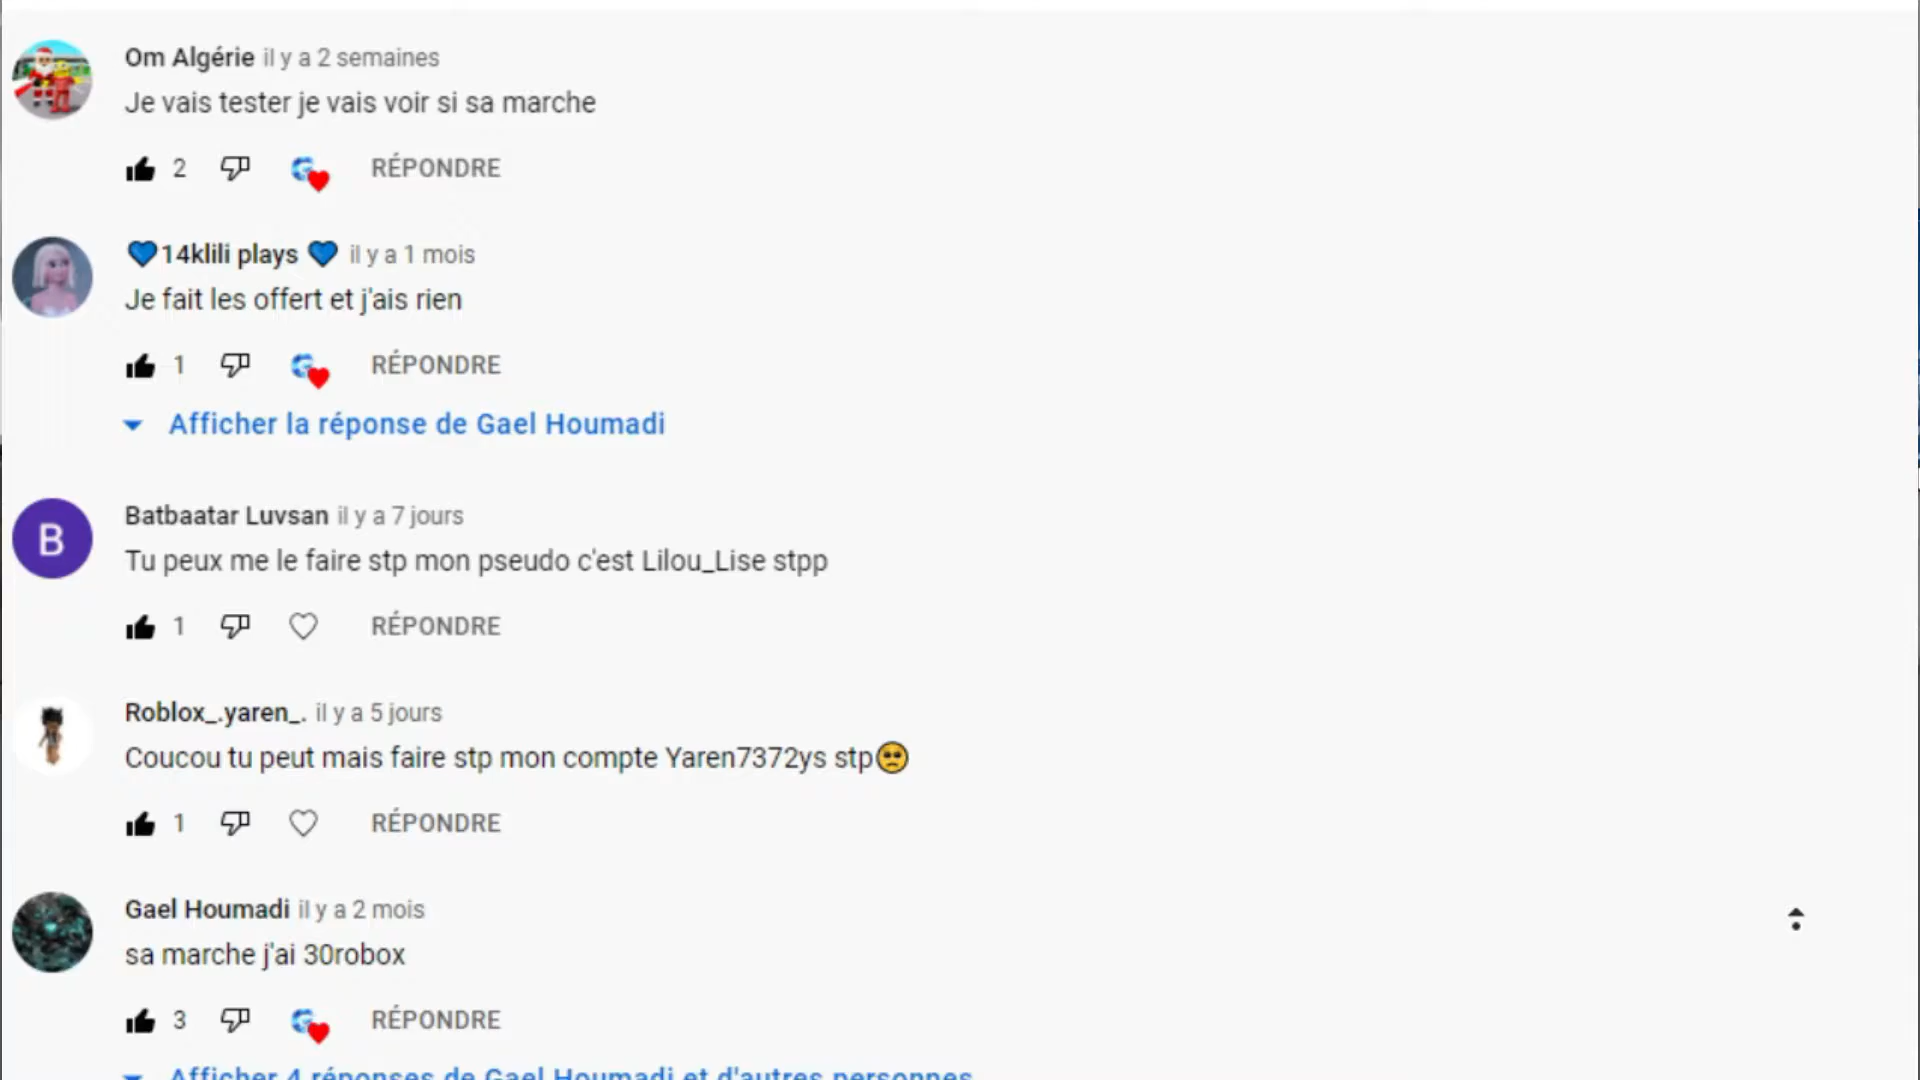 Om Algérie il y a 2 semaines
Je vais tester je vais voir si sa marche
2 RÉPONDRE
💙14klili plays 💙 il y a 1 mois
Je fait les offert et j'ais rien
1 RÉPONDRE
Afficher la réponse de Gael Houmadi
B
Batbaatar Luvsan il y a 7 jours
Tu peux me le faire stp mon pseudo c'est Lilou_Lise stpp
1 RÉPONDRE
Roblox_.yaren_. il y a 5 jours
Coucou tu peut mais faire stp mon compte Yaren7372ys stp🥺
1 RÉPONDRE
Gael Houmadi il y a 2 mois
sa marche j'ai 30robox
3 RÉPONDRE
Afficher 4 réponses de Gael Houmadi et d'autres personnes